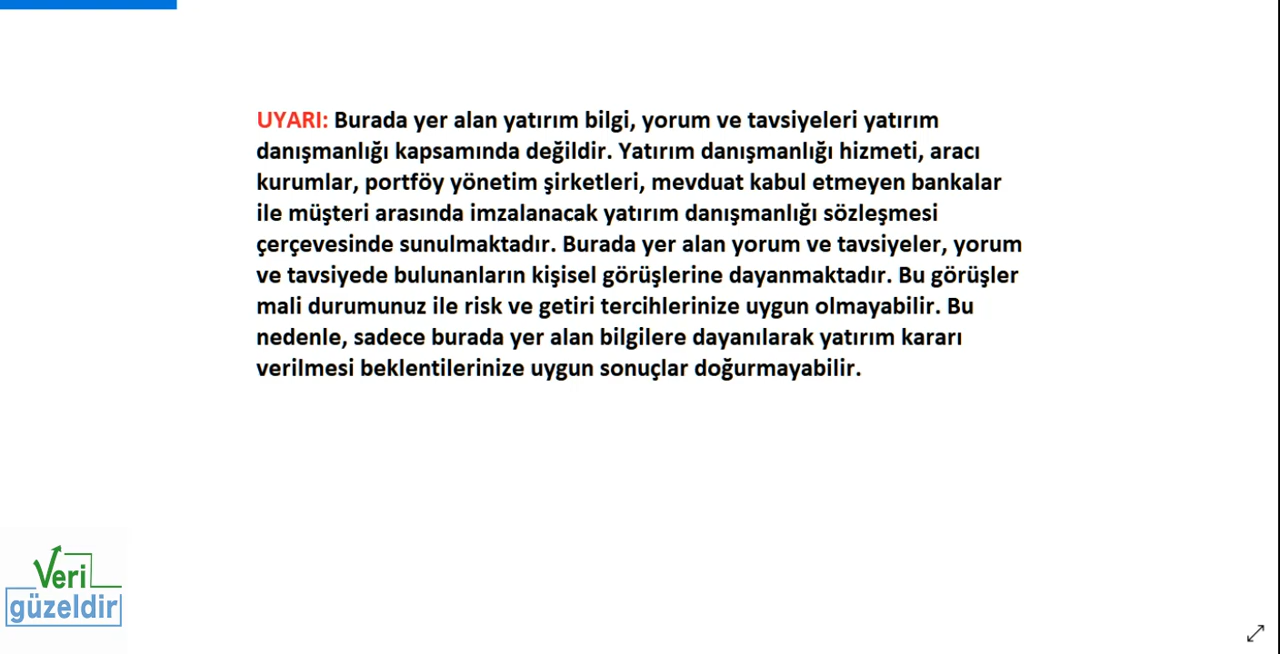 UYARI: Burada yer alan yatırım bilgi, yorum ve tavsiyeleri yatırım
danışmanlığı kapsamında değildir. Yatırım danışmanlığı hizmeti, aracı
kurumlar, portföy yönetim şirketleri, mevduat kabul etmeyen bankalar
ile müşteri arasında imzalanacak yatırım danışmanlığı sözleşmesi
çerçevesinde sunulmaktadır. Burada yer alan yorum ve tavsiyeler, yorum
ve tavsiyede bulunanların kişisel görüşlerine dayanmaktadır. Bu görüşler
mali durumunuz ile risk ve getiri tercihlerinize uygun olmayabilir. Bu
nedenle, sadece burada yer alan bilgilere dayanılarak yatırım kararı
verilmesi beklentilerinize uygun sonuçlar doğurmayabilir.
Veri
güzeldir